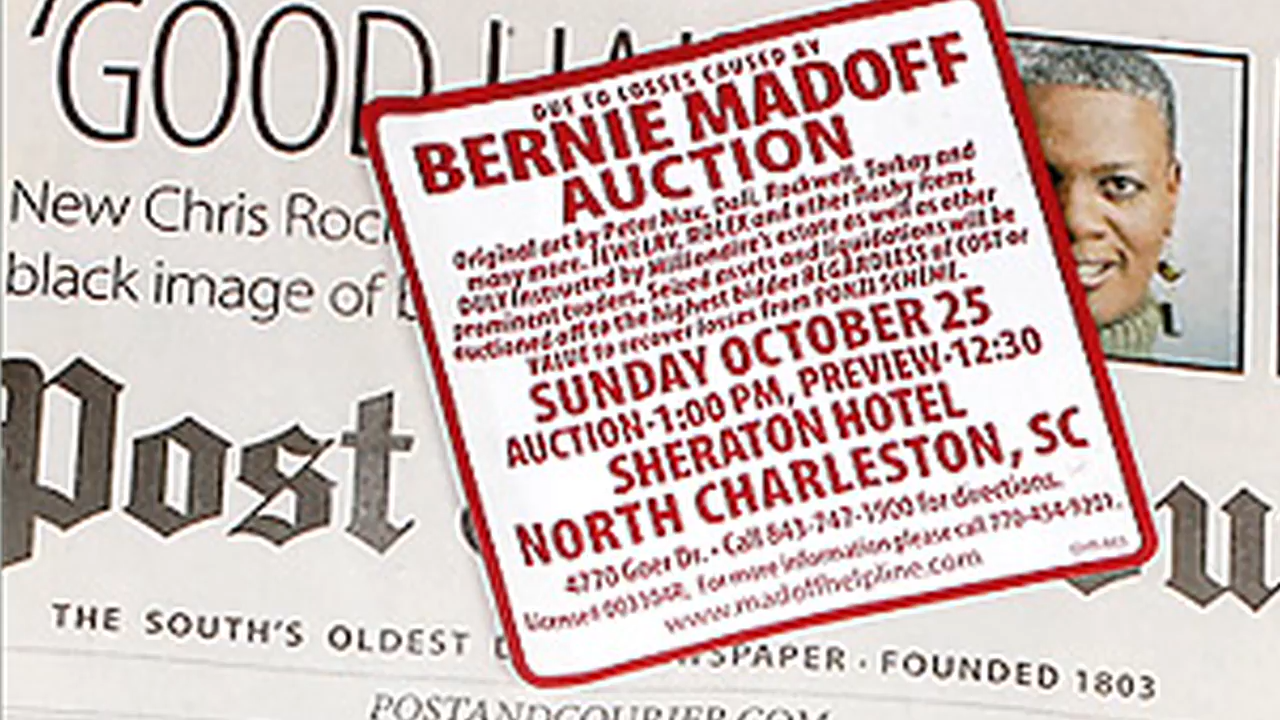 'GOOD
New Chris Roc
black image of
Post
THE SOUTH'S OLDEST
SPAPER · FOUNDED 1803
POSTANDCOURIER.COM
DUE TO LOSSES CAUSED BY
BERNIE MADOFF
AUCTION
Original art by Peter Max, Dali, Rockwell, Tarkay and
many more. JEWELRY, ROLEX and other flashy items
DULY instructed by Millondire's estate as well as other
prominent traders. Seized assets and liquidations will be
auctioned off to the highest bidder REGARDLESS of COST or
VALUE to recover losses from PONZI SCHEME.
SUNDAY OCTOBER 25
AUCTION-1:00 PM, PREVIEW-12:30
SHERATON HOTEL
NORTH CHARLESTON, SC
4770 Goer Dr. • Call 843-747-1900 for directions.
For more information please call 770-434-9201.
www.madoffhelpline.com